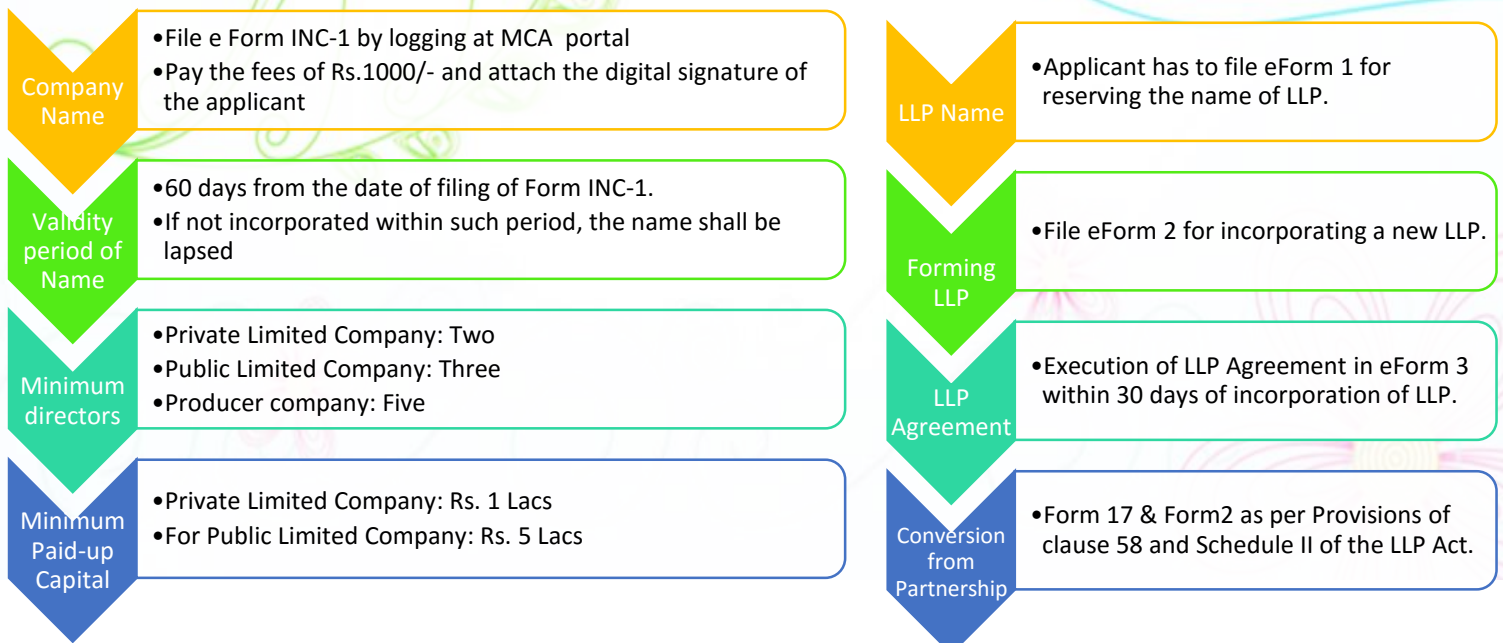 Company
Name
•File e Form INC-1 by logging at MCA portal
•Pay the fees of Rs.1000/- and attach the digital signature of
the applicant
Validity
period of
Name
•60 days from the date of filing of Form INC-1.
•If not incorporated within such period, the name shall be
lapsed
Minimum
directors
•Private Limited Company: Two
•Public Limited Company: Three
•Producer company: Five
Minimum
Paid-up
Capital
•Private Limited Company: Rs. 1 Lacs
•For Public Limited Company: Rs. 5 Lacs
LLP Name
•Applicant has to file eForm 1 for
reserving the name of LLP.
Forming
LLP
•File eForm 2 for incorporating a new LLP.
LLP
Agreement
•Execution of LLP Agreement in eForm 3
within 30 days of incorporation of LLP.
Conversion
from
Partnership
•Form 17 & Form2 as per Provisions of
clause 58 and Schedule II of the LLP Act.